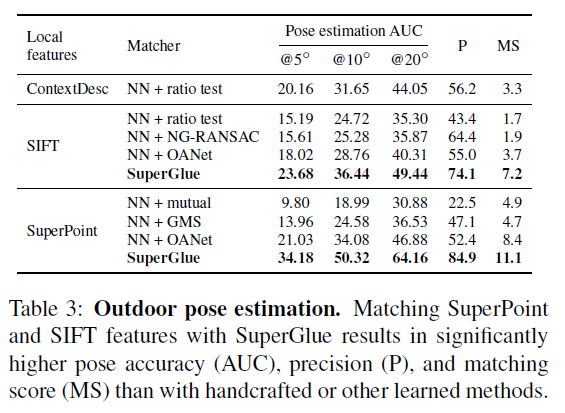 Local features Matcher Pose estimation AUC P MS
@5° @10° @20°
ContextDesc NN + ratio test 20.16 31.65 44.05 56.2 3.3
SIFT NN + ratio test 15.19 24.72 35.30 43.4 1.7
NN + NG-RANSAC 15.61 25.28 35.87 64.4 1.9
NN + OANet 18.02 28.76 40.31 55.0 3.7
SuperGlue 23.68 36.44 49.44 74.1 7.2
SuperPoint NN + mutual 9.80 18.99 30.88 22.5 4.9
NN + GMS 13.96 24.58 36.53 47.1 4.7
NN + OANet 21.03 34.08 46.88 52.4 8.4
SuperGlue 34.18 50.32 64.16 84.9 11.1
Table 3: Outdoor pose estimation. Matching SuperPoint
and SIFT features with SuperGlue results in significantly
higher pose accuracy (AUC), precision (P), and matching
score (MS) than with handcrafted or other learned methods.